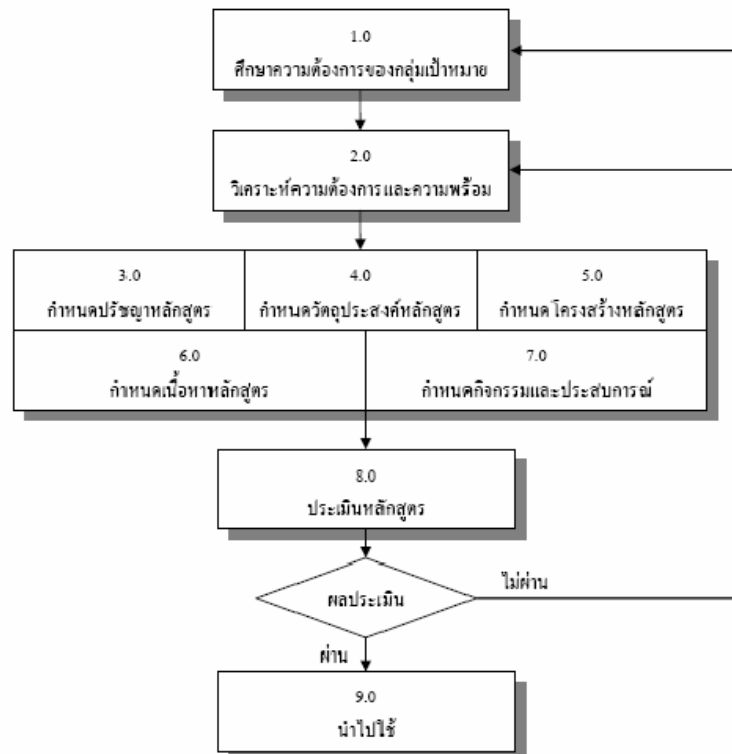 1.0
ศึกษาความต้องการของกลุ่มเป้าหมาย
2.0
วิเคราะห์ความต้องการและความพร้อม
3.0
กำหนดปรัชญาหลักสูตร
4.0
กำหนดวัตถุประสงค์หลักสูตร
5.0
กำหนดโครงสร้างหลักสูตร
6.0
กำหนดเนื้อหาหลักสูตร
7.0
กำหนดกิจกรรมและประสบการณ์
8.0
ประเมินหลักสูตร
ผลประเมิน
ไม่ผ่าน
ผ่าน
9.0
นำไปใช้